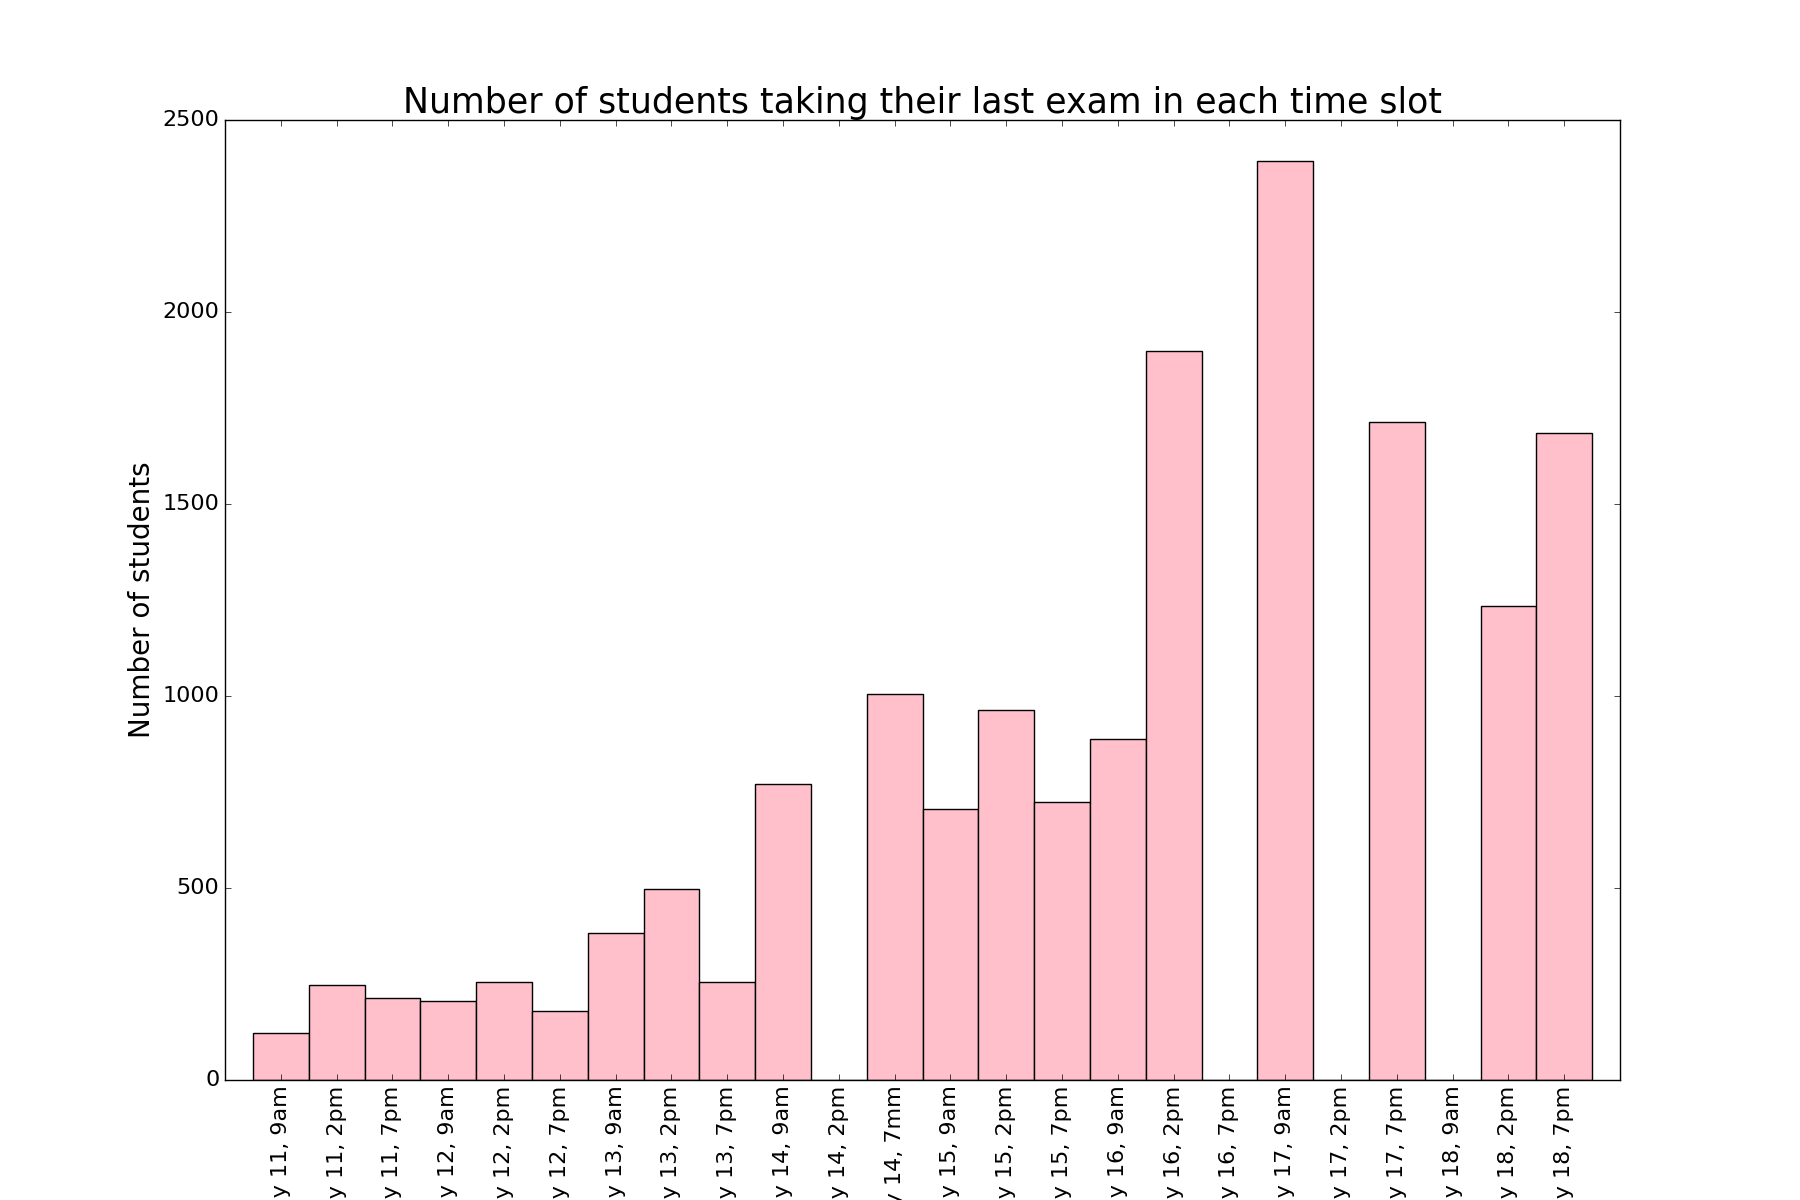 Number of students taking their last exam in each time slot
Number of students
2500
2000
1500
1000
500
0
y 11, 9am
y 11, 2pm
y 11, 7pm
y 12, 9am
y 12, 2pm
y 12, 7pm
y 13, 9am
y 13, 2pm
y 13, 7pm
y 14, 9am
y 14, 2pm
y 14, 7mm
y 15, 9am
y 15, 2pm
y 15, 7pm
y 16, 9am
y 16, 2pm
y 16, 7pm
y 17, 9am
y 17, 2pm
y 17, 7pm
y 18, 9am
y 18, 2pm
y 18, 7pm